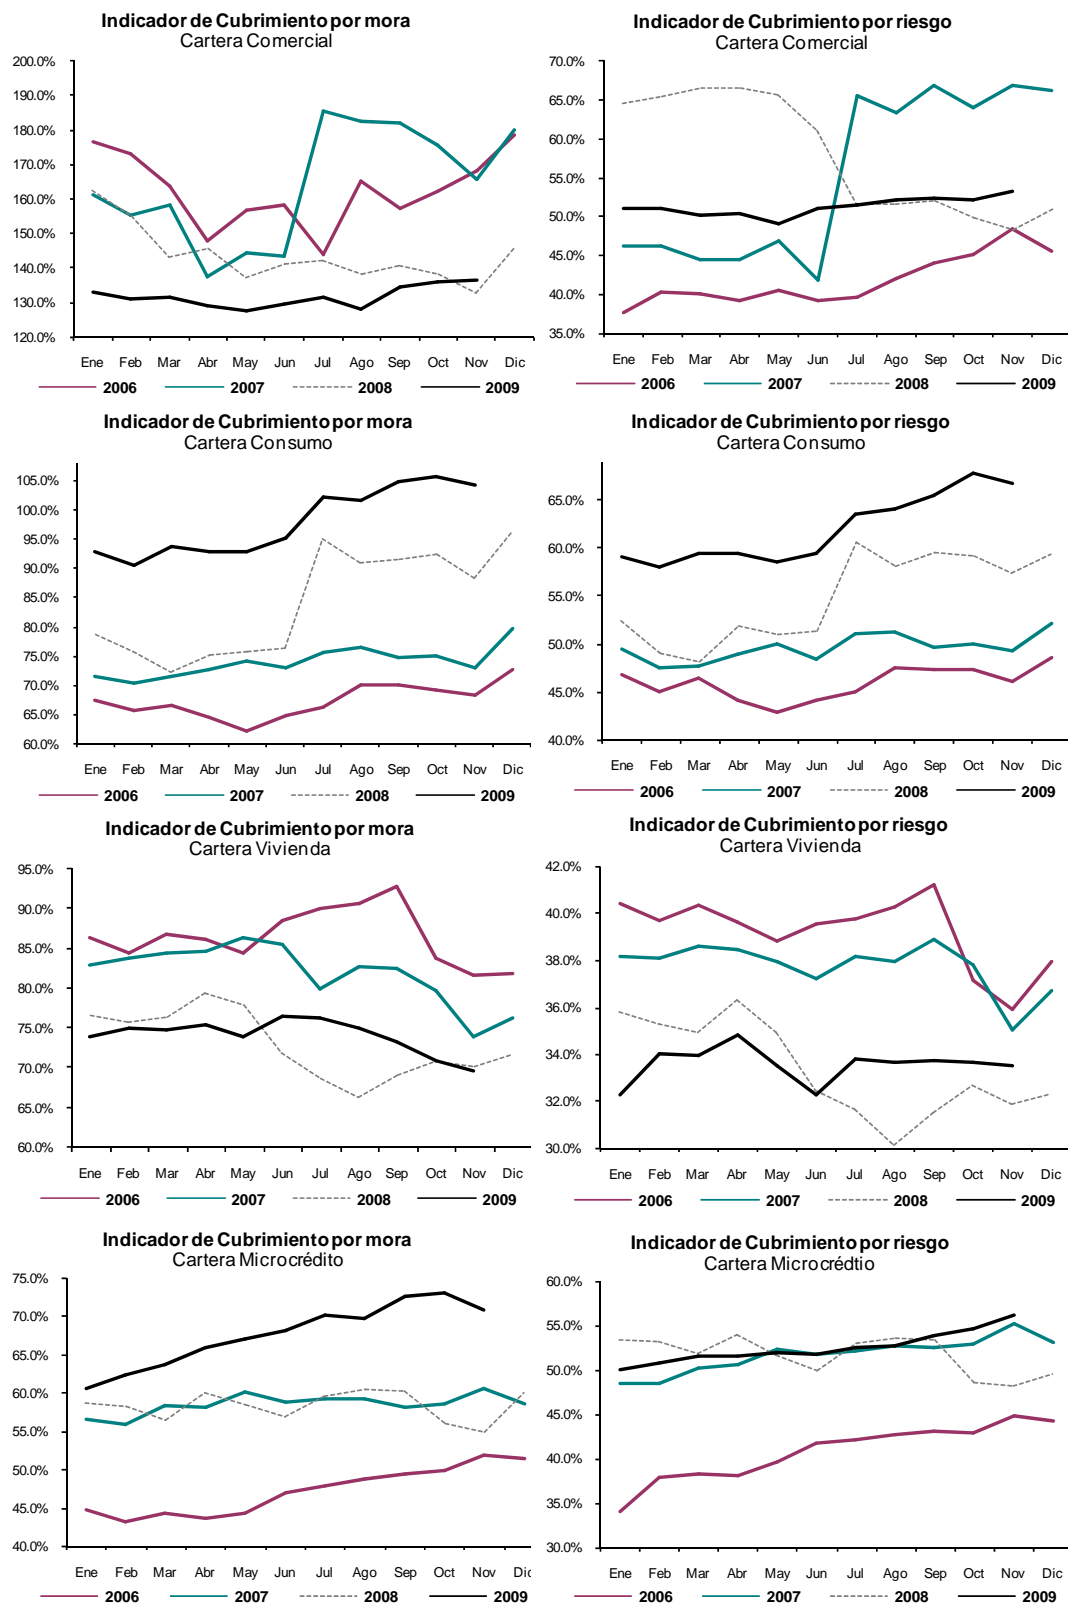 Indicador de Cubrimiento por mora
Cartera Comercial
200.0%
190.0%
180.0%
170.0%
160.0%
150.0%
140.0%
130.0%
120.0%
Ene Feb Mar Abr May Jun Jul Ago Sep Oct Nov Dic
2006 2007 2008 2009
Indicador de Cubrimiento por riesgo
Cartera Comercial
70.0%
65.0%
60.0%
55.0%
50.0%
45.0%
40.0%
35.0%
Ene Feb Mar Abr May Jun Jul Ago Sep Oct Nov Dic
2006 2007 2008 2009
Indicador de Cubrimiento por mora
Cartera Consumo
105.0%
100.0%
95.0%
90.0%
85.0%
80.0%
75.0%
70.0%
65.0%
60.0%
Ene Feb Mar Abr May Jun Jul Ago Sep Oct Nov Dic
2006 2007 2008 2009
Indicador de Cubrimiento por riesgo
Cartera Consumo
65.0%
60.0%
55.0%
50.0%
45.0%
40.0%
Ene Feb Mar Abr May Jun Jul Ago Sep Oct Nov Dic
2006 2007 2008 2009
Indicador de Cubrimiento por mora
Cartera Vivienda
95.0%
90.0%
85.0%
80.0%
75.0%
70.0%
65.0%
60.0%
Ene Feb Mar Abr May Jun Jul Ago Sep Oct Nov Dic
2006 2007 2008 2009
Indicador de Cubrimiento por riesgo
Cartera Vivienda
42.0%
40.0%
38.0%
36.0%
34.0%
32.0%
30.0%
Ene Feb Mar Abr May Jun Jul Ago Sep Oct Nov Dic
2006 2007 2008 2009
Indicador de Cubrimiento por mora
Cartera Microcrédito
75.0%
70.0%
65.0%
60.0%
55.0%
50.0%
45.0%
40.0%
Ene Feb Mar Abr May Jun Jul Ago Sep Oct Nov Dic
2006 2007 2008 2009
Indicador de Cubrimiento por riesgo
Cartera Microcrédtio
60.0%
55.0%
50.0%
45.0%
40.0%
35.0%
30.0%
Ene Feb Mar Abr May Jun Jul Ago Sep Oct Nov Dic
2006 2007 2008 2009